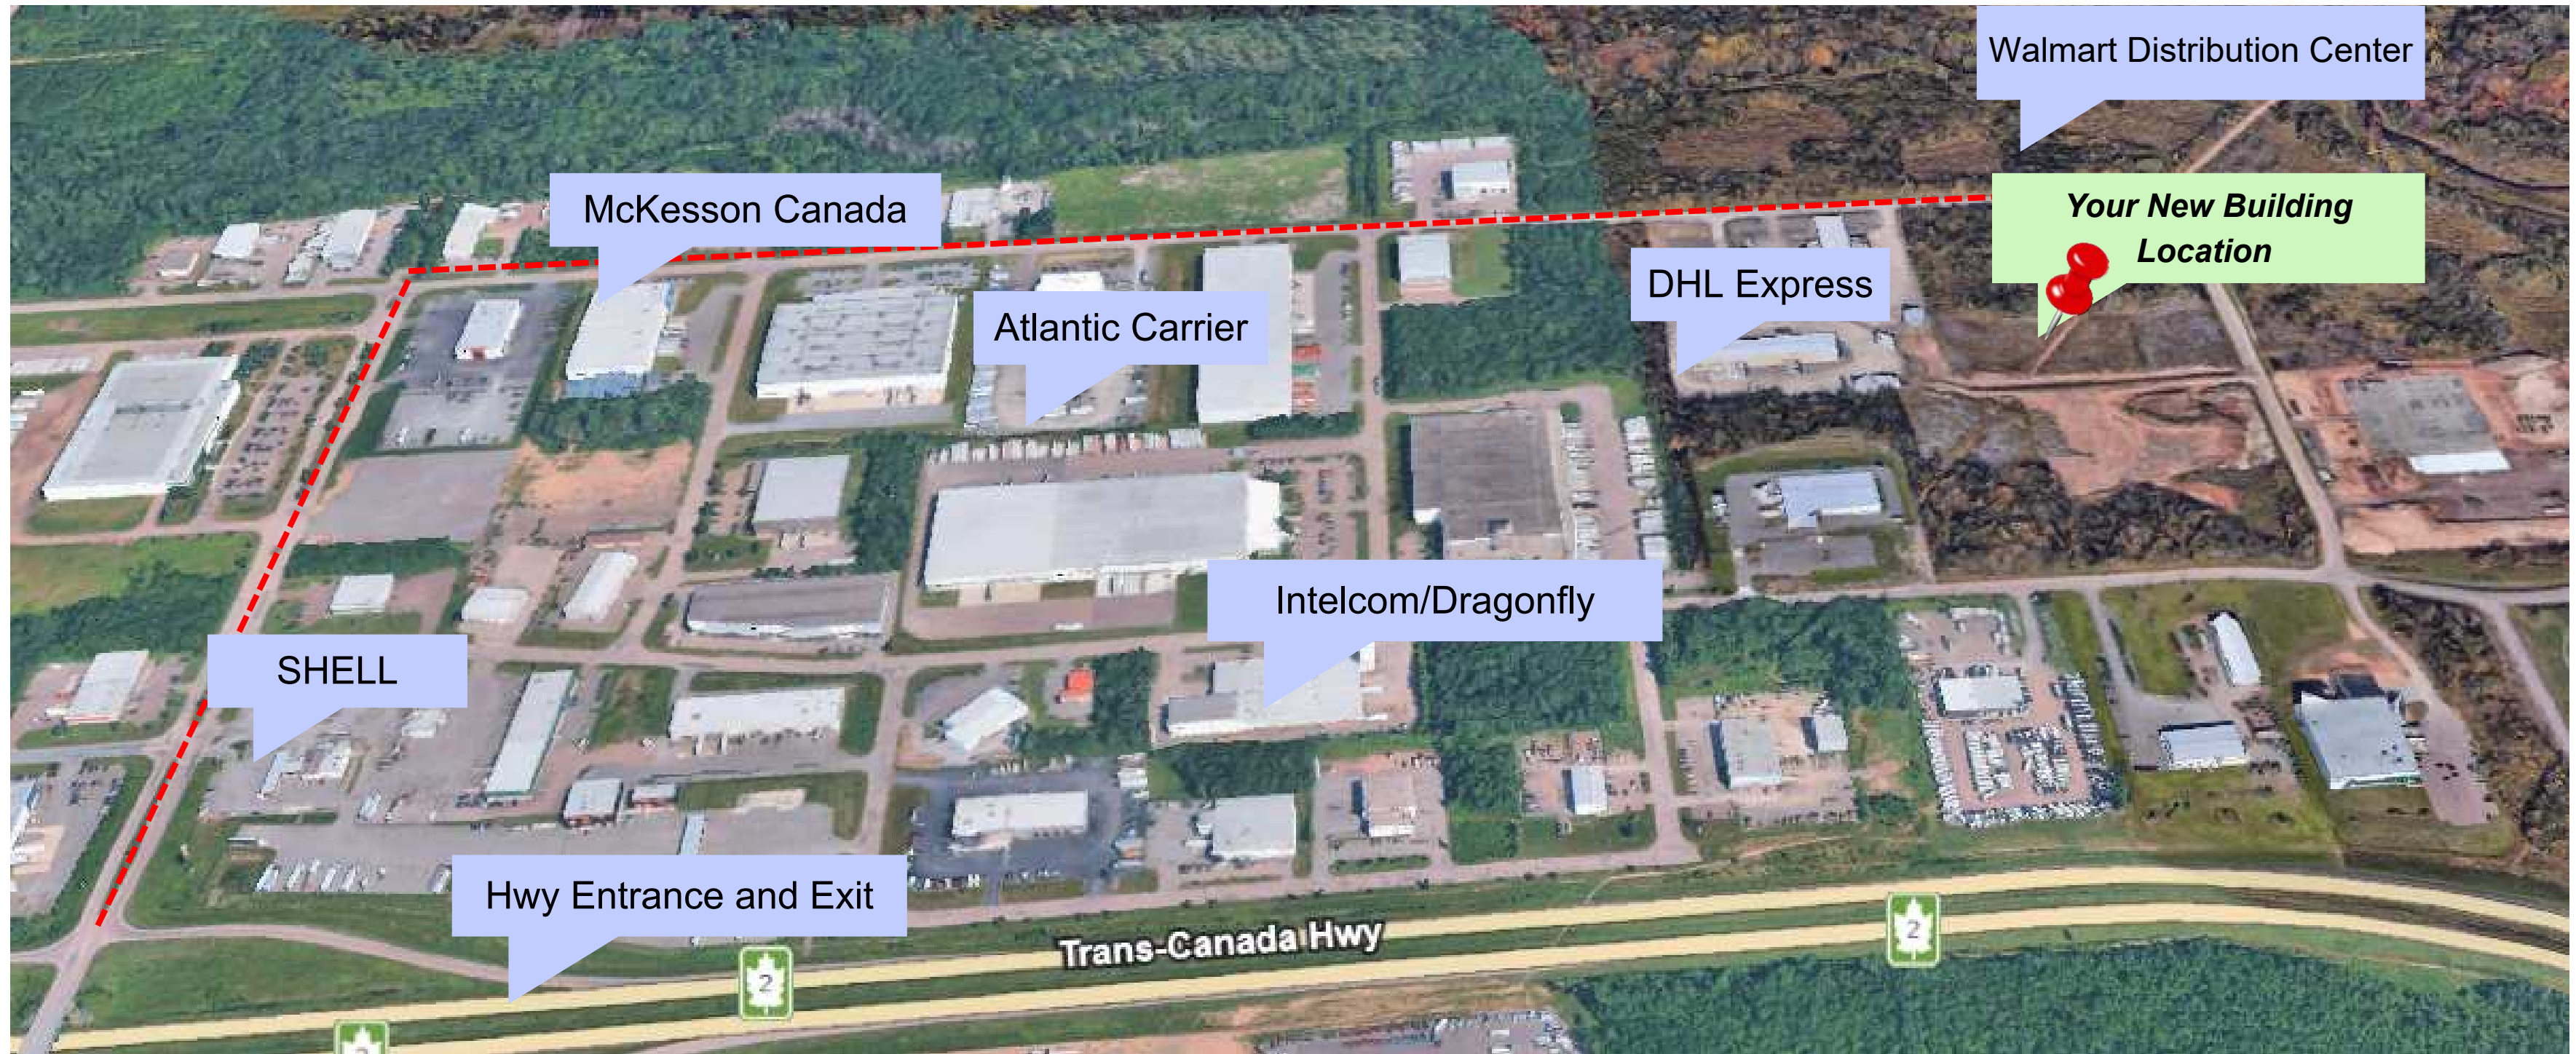 Walmart Distribution Center
McKesson Canada
Your New Building
Location
DHL Express
Atlantic Carrier
Intelcom/Dragonfly
SHELL
Hwy Entrance and Exit
Trans-Canada Hwy
2
2
2